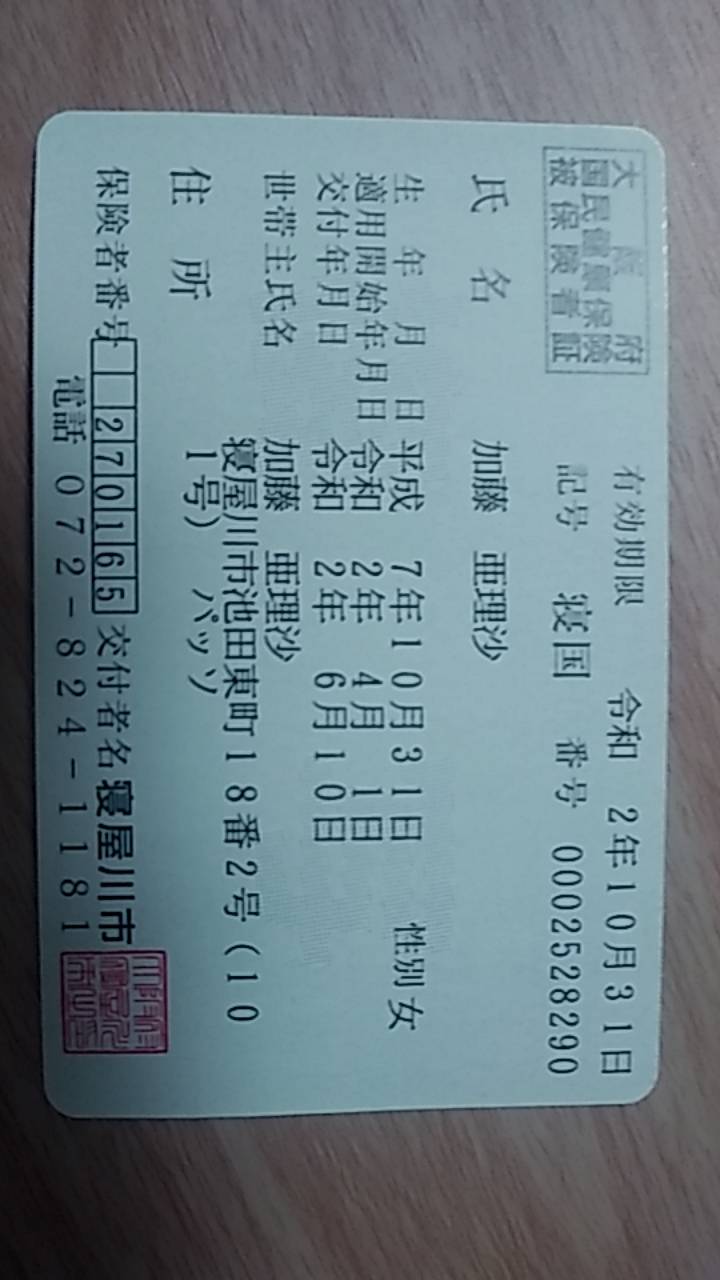 大阪府
国民健康保険
被保険者証
有効期限 令和 2年10月31日
記号 寝国 番号 0002528290
氏名 加藤 亜理沙
生年月日 平成 7年10月31日 性別 女
適用開始年月日 令和 2年 4月 1日
交付年月日 令和 2年 6月10日
世帯主氏名 加藤 亜理沙
住所 寝屋川市池田東町18番2号(10
1号) パッソ
保険者番号 270165 交付者名 寝屋川市
電話 072-824-1181